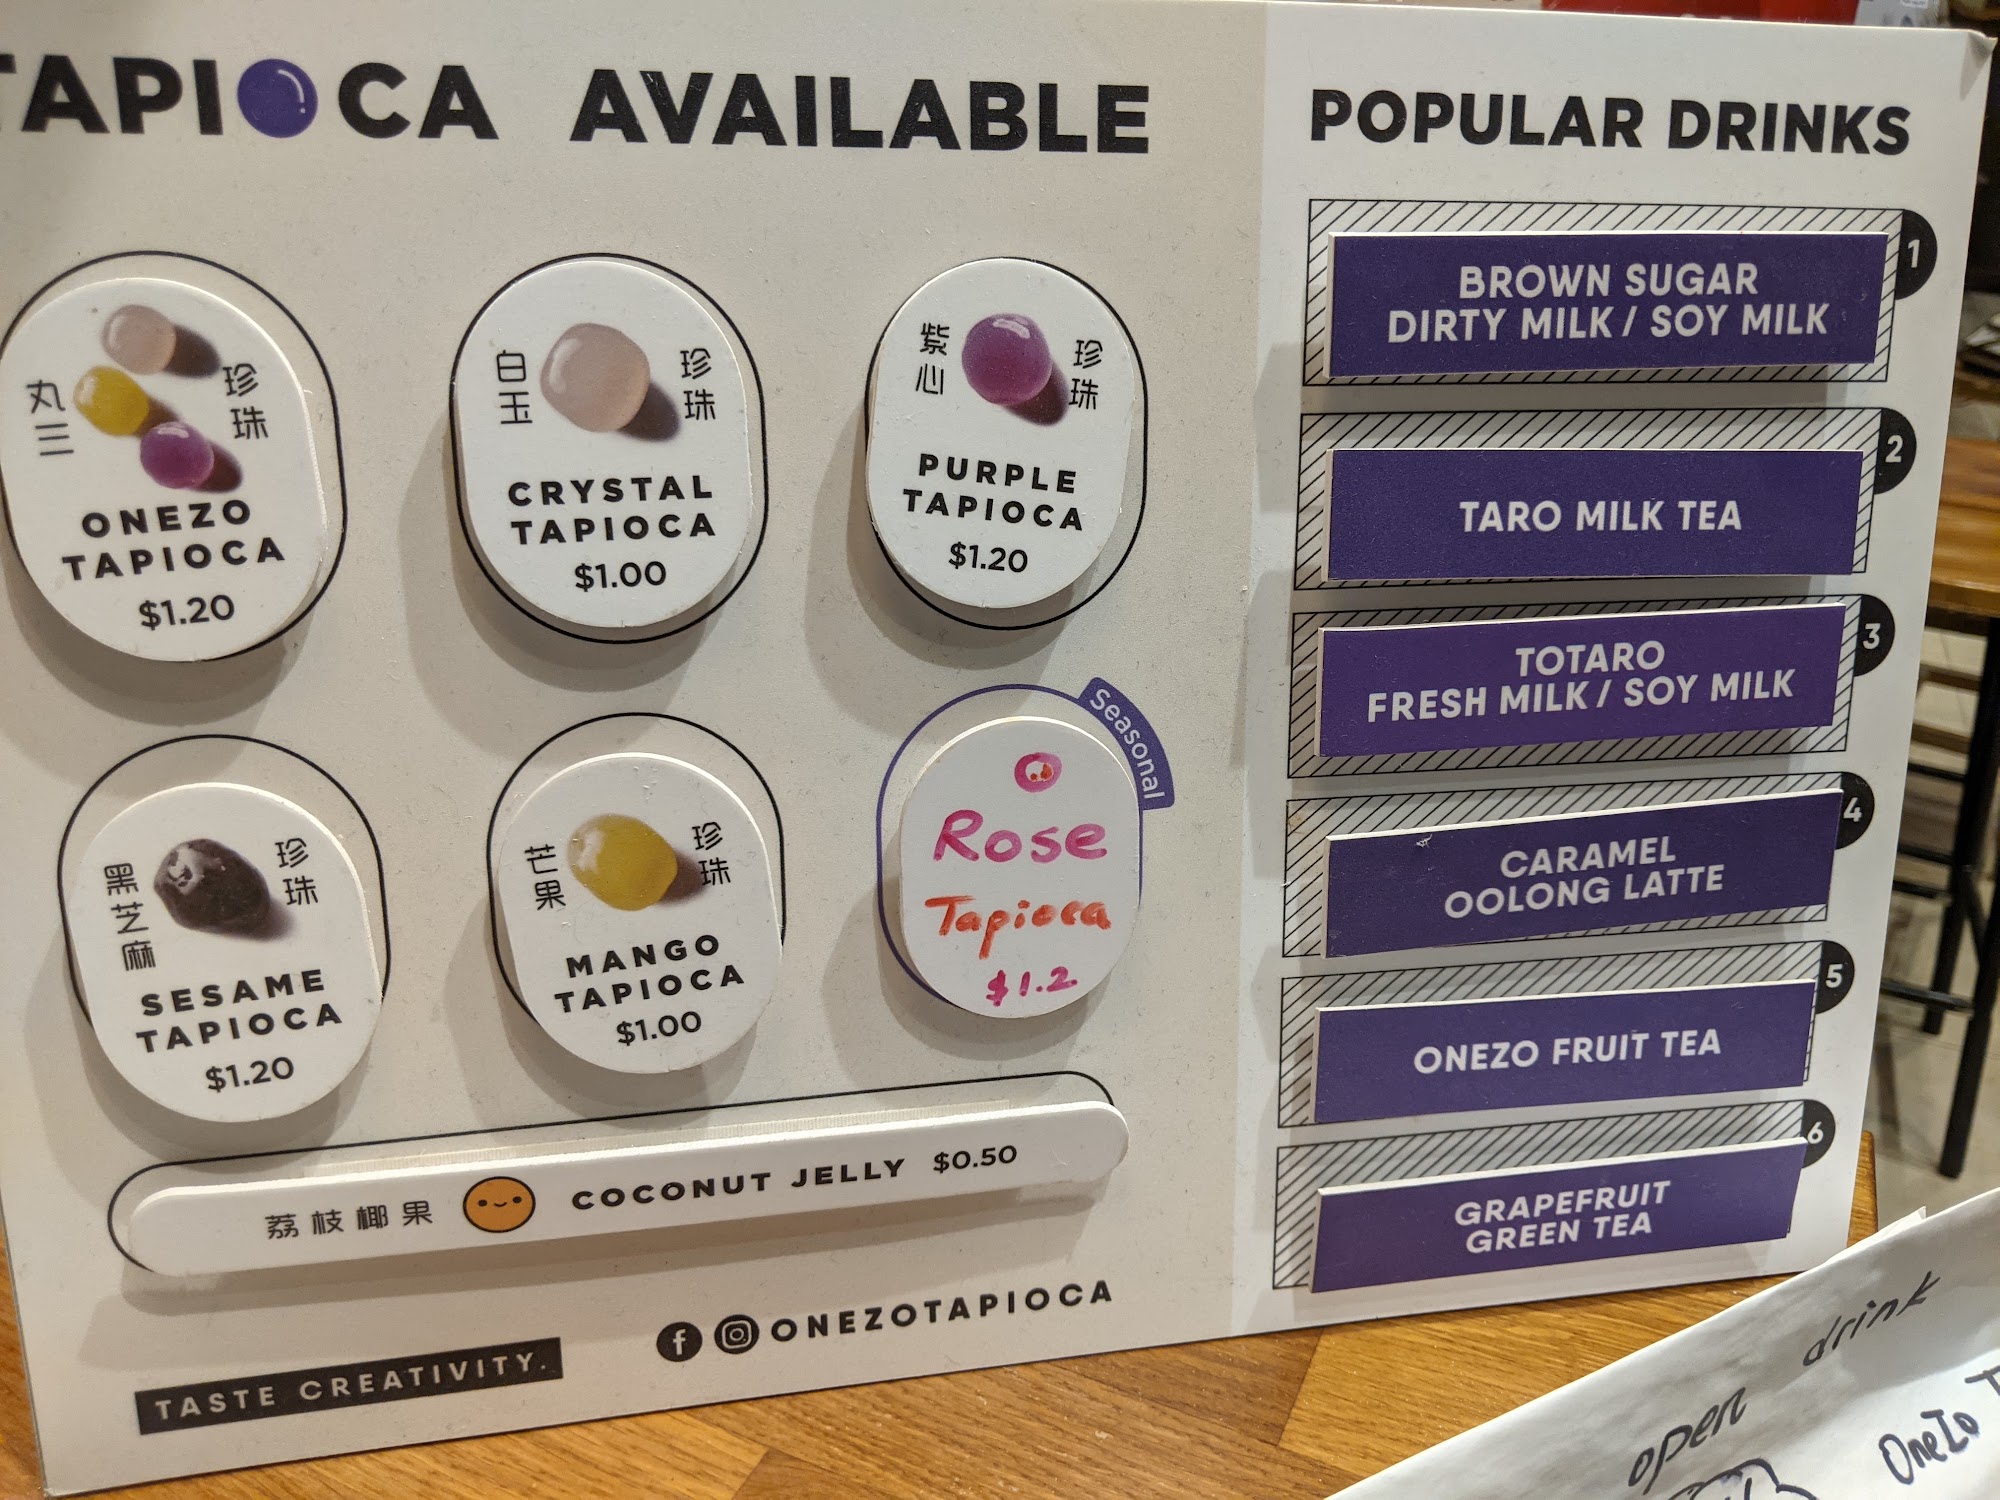 TAPIOCA AVAILABLE
丸三
珍珠
ONEZO
TAPIOCA
$1.20
白玉
珍珠
CRYSTAL
TAPIOCA
$1.00
紫心
珍珠
PURPLE
TAPIOCA
$1.20
黑芝麻
珍珠
SESAME
TAPIOCA
$1.20
芒果
珍珠
MANGO
TAPIOCA
$1.00
Seasonal
Rose
Tapioca
$1.2
荔枝椰果 COCONUT JELLY $0.50
TASTE CREATIVITY.
ONEZOTAPIOCA
POPULAR DRINKS
1
BROWN SUGAR
DIRTY MILK / SOY MILK
2
TARO MILK TEA
3
TOTARO
FRESH MILK / SOY MILK
4
CARAMEL
OOLONG LATTE
5
ONEZO FRUIT TEA
6
GRAPEFRUIT
GREEN TEA
open drink
OneZo